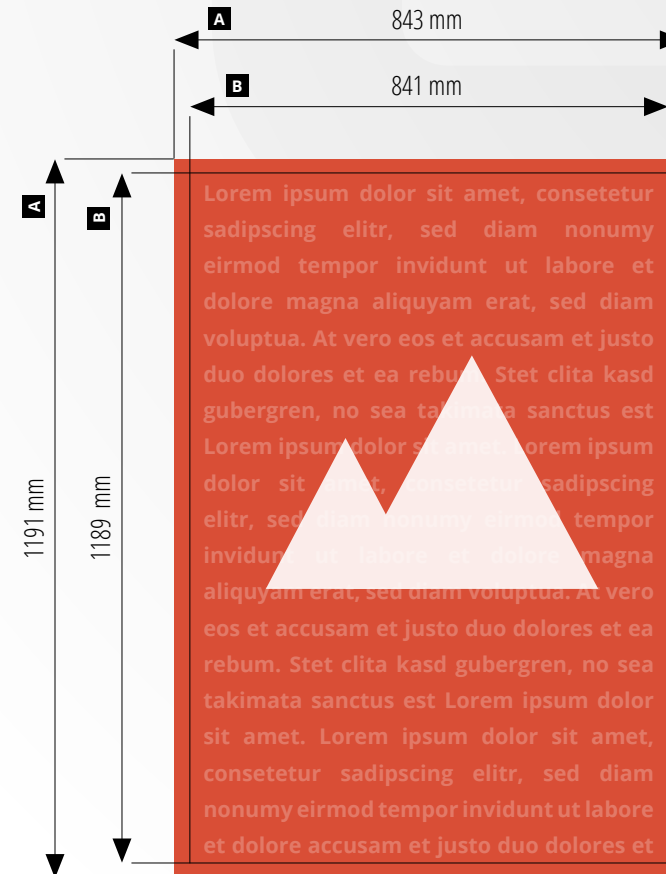 A 843 mm
B 841 mm
A
B
1191 mm
1189 mm
Lorem ipsum dolor sit amet, consetetur
sadipscing elitr, sed diam nonumy
eirmod tempor invidunt ut labore et
dolore magna aliquyam erat, sed diam
voluptua. At vero eos et accusam et justo
duo dolores et ea rebum. Stet clita kasd
gubergren, no sea takimata sanctus est
Lorem ipsum dolor sit amet. Lorem ipsum
dolor sit amet, consetetur sadipscing
elitr, sed diam nonumy eirmod tempor
invidunt ut labore et dolore magna
aliquyam erat, sed diam voluptua. At vero
eos et accusam et justo duo dolores et ea
rebum. Stet clita kasd gubergren, no sea
takimata sanctus est Lorem ipsum dolor
sit amet. Lorem ipsum dolor sit amet,
consetetur sadipscing elitr, sed diam
nonumy eirmod tempor invidunt ut labore
et dolore accusam et justo duo dolores et